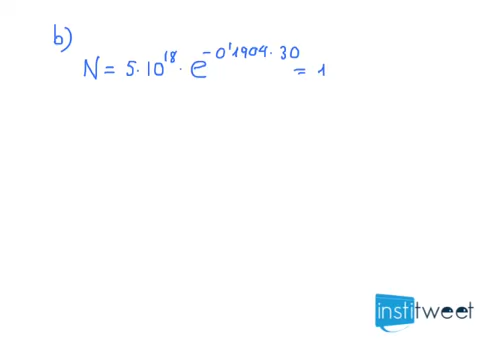 b)
N = 5·10^18 · e^-0'1904·30 = 1
institweet